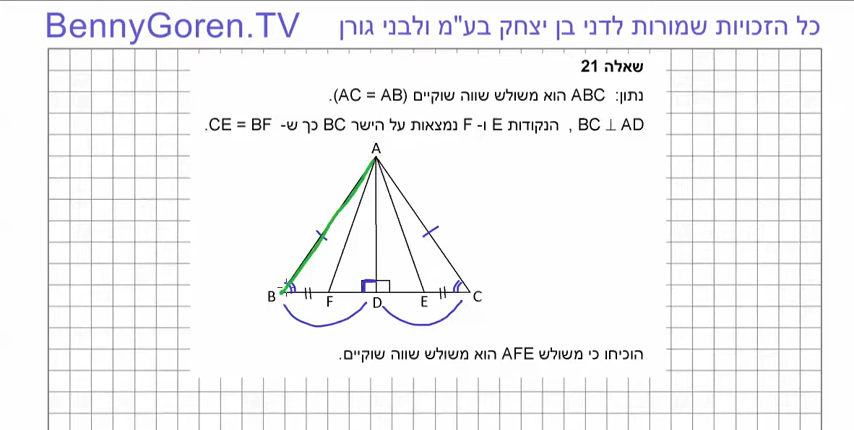 BennyGoren.TV כל הזכויות שמורות לדני בן יצחק בע"מ ולבני גורן
שאלה 21
נתון: ABC הוא משולש שווה שוקיים (AC = AB).
BC ⊥ AD , הנקודות E ו- F נמצאות על הישר BC כך ש- CE = BF.
A
B F D E C
הוכיחו כי משולש AFE הוא משולש שווה שוקיים.